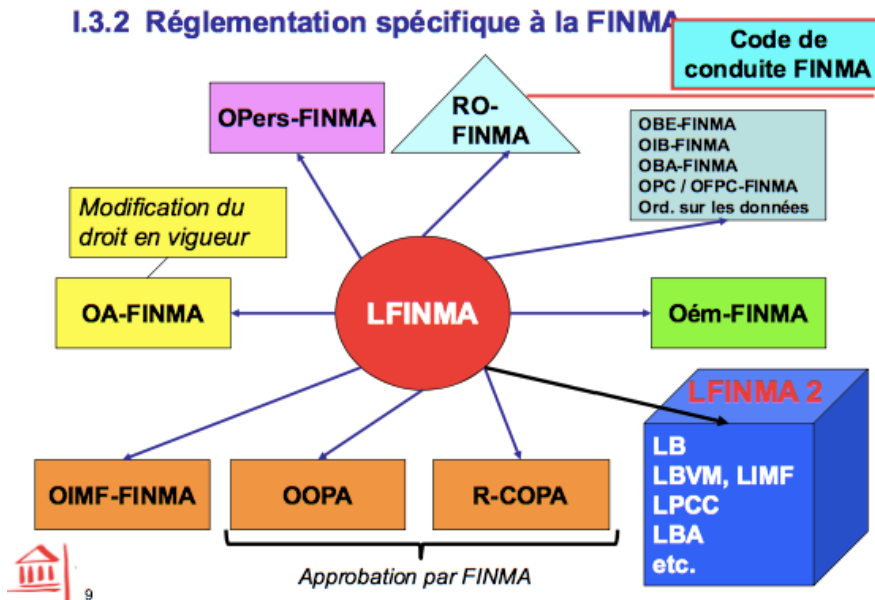 I.3.2 Réglementation spécifique à la FINMA
Code de
conduite FINMA
OPers-FINMA
RO-
FINMA
OBE-FINMA
OIB-FINMA
OBA-FINMA
OPC / OFPC-FINMA
Ord. sur les données
Modification du
droit en vigueur
OA-FINMA
LFINMA
Oém-FINMA
LFINMA 2
LB
LBVM, LIMF
LPCC
LBA
etc.
OIMF-FINMA
OOPA
R-COPA
Approbation par FINMA
9